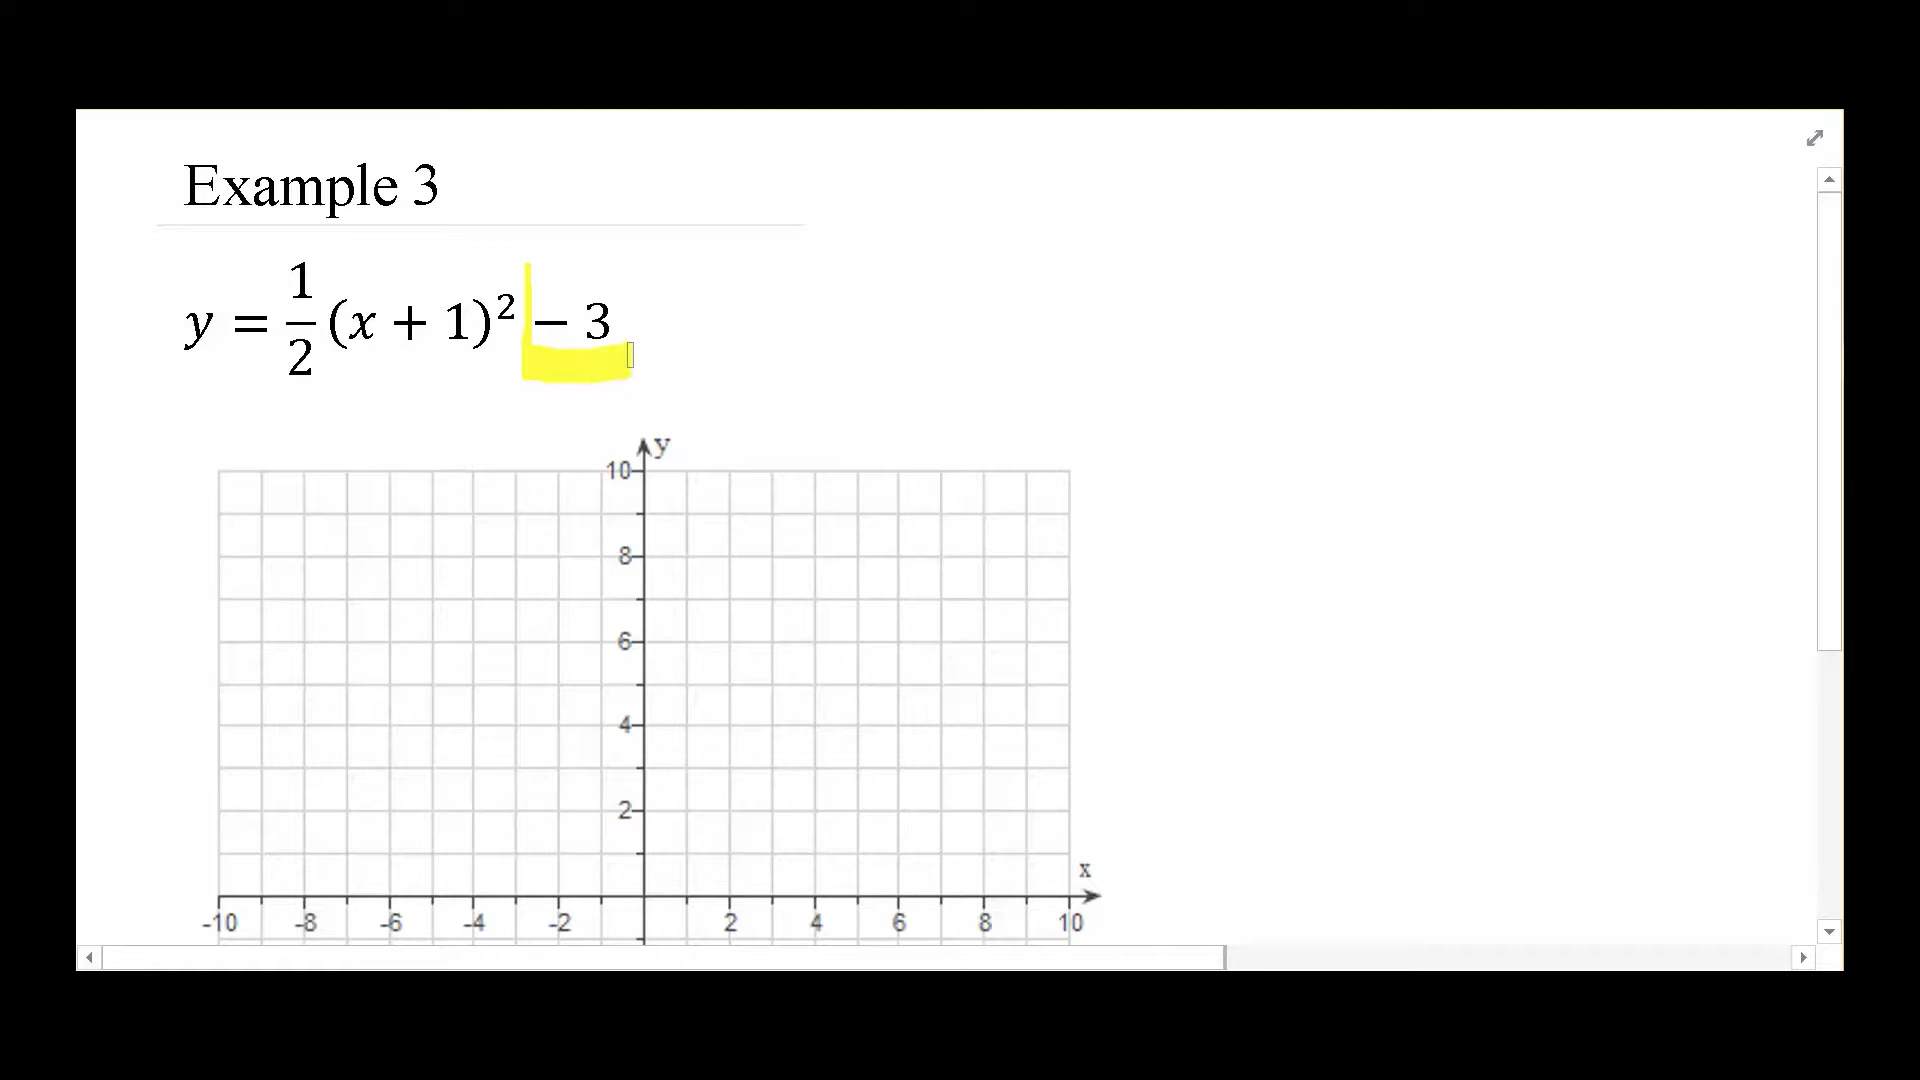 Example 3
y = 1/2 (x + 1)² − 3
y
10
8
6
4
2
x
-10 -8 -6 -4 -2 2 4 6 8 10